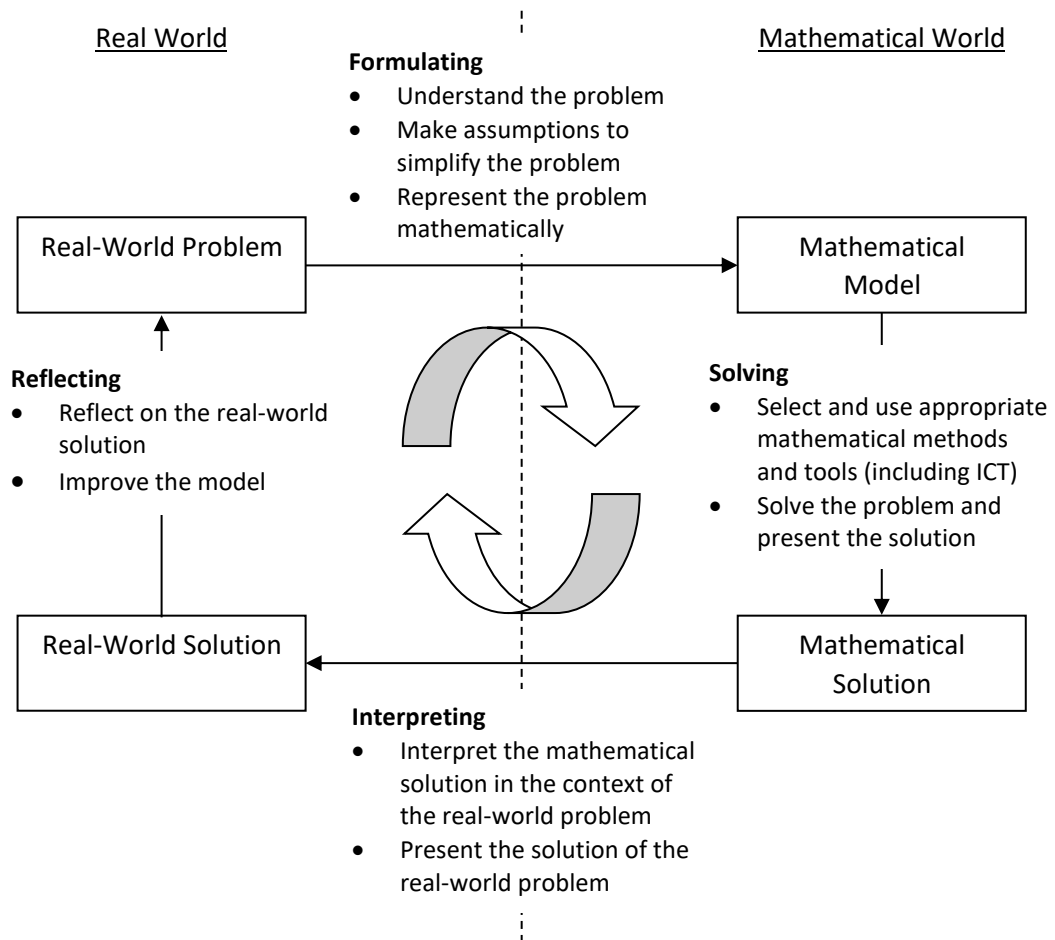 Real World
Mathematical World
Formulating
• Understand the problem
• Make assumptions to
simplify the problem
• Represent the problem
mathematically
Real-World Problem
Mathematical
Model
Reflecting
• Reflect on the real-world
solution
• Improve the model
Solving
• Select and use appropriate
mathematical methods
and tools (including ICT)
• Solve the problem and
present the solution
Real-World Solution
Mathematical
Solution
Interpreting
• Interpret the mathematical
solution in the context of
the real-world problem
• Present the solution of the
real-world problem